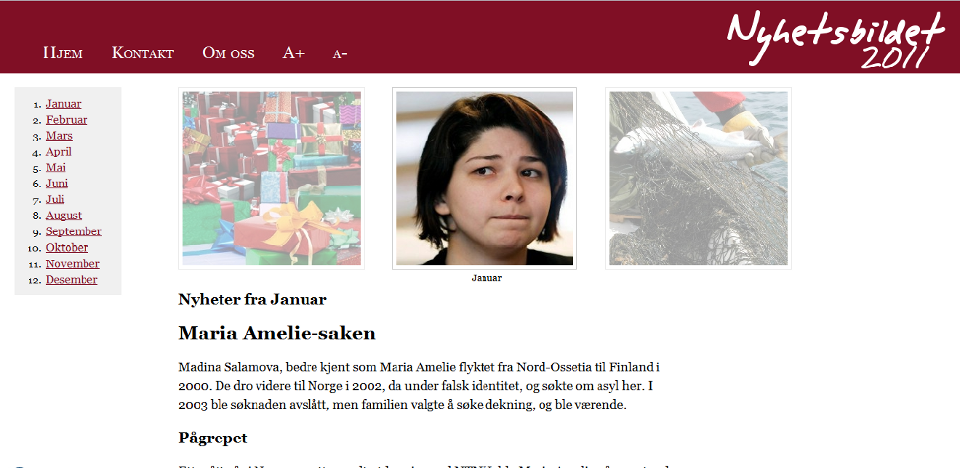 Hjem Kontakt Om oss A+ A-
Nyhetsbildet
2011
1. Januar
2. Februar
3. Mars
4. April
5. Mai
6. Juni
7. Juli
8. August
9. September
10. Oktober
11. November
12. Desember
Januar
Nyheter fra Januar
Maria Amelie-saken
Madina Salamova, bedre kjent som Maria Amelie flyktet fra Nord-Ossetia til Finland i
2000. De dro videre til Norge i 2002, da under falsk identitet, og søkte om asyl her. I
2003 ble søknaden avslått, men familien valgte å søke dekning, og ble værende.
Pågrepet